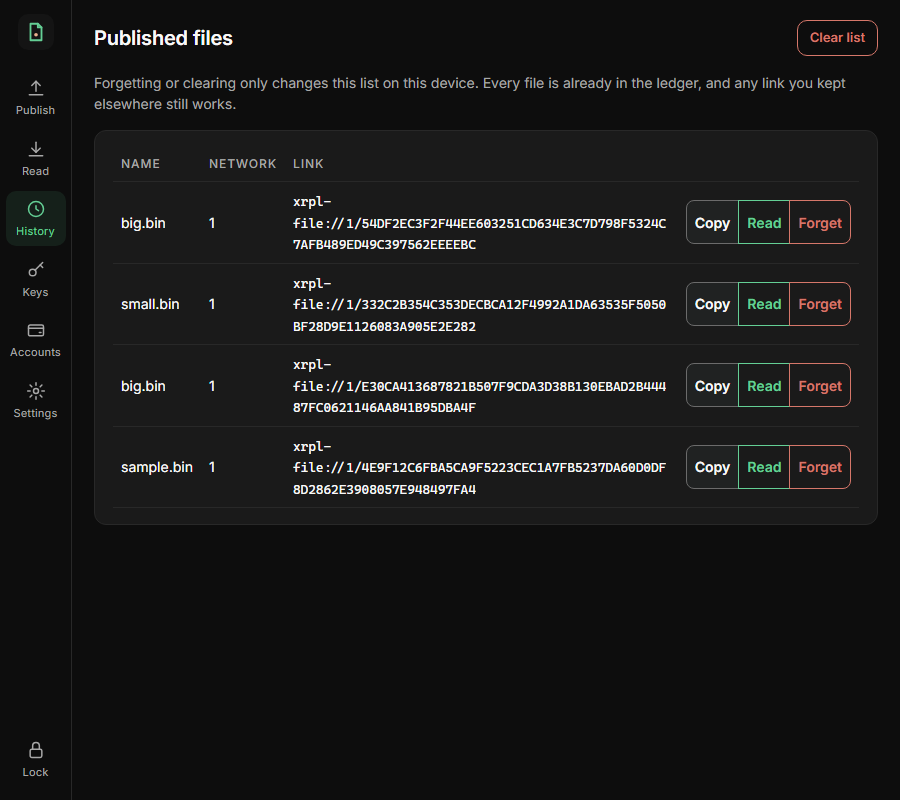 Published files
Clear list
Forgetting or clearing only changes this list on this device. Every file is already in the ledger, and any link you kept
elsewhere still works.
Publish
Read
History
Keys
Accounts
Settings
Lock
NAME NETWORK LINK
big.bin 1
xrpl-
file://1/54DF2EC3F2F44EE603251CD634E3C7D798F5324C
7AFB489ED49C397562EEEEBC
Copy Read Forget
small.bin 1
xrpl-
file://1/332C2B354C353DECBCA12F4992A1DA63535F5050
BF28D9E1126083A905E2E282
Copy Read Forget
big.bin 1
xrpl-
file://1/E30CA413687821B507F9CDA3D38B130EBAD2B444
87FC0621146AA841B95DBA4F
Copy Read Forget
sample.bin 1
xrpl-
file://1/4E9F12C6FBA5CA9F5223CEC1A7FB5237DA60D0DF
8D2862E3908057E948497FA4
Copy Read Forget